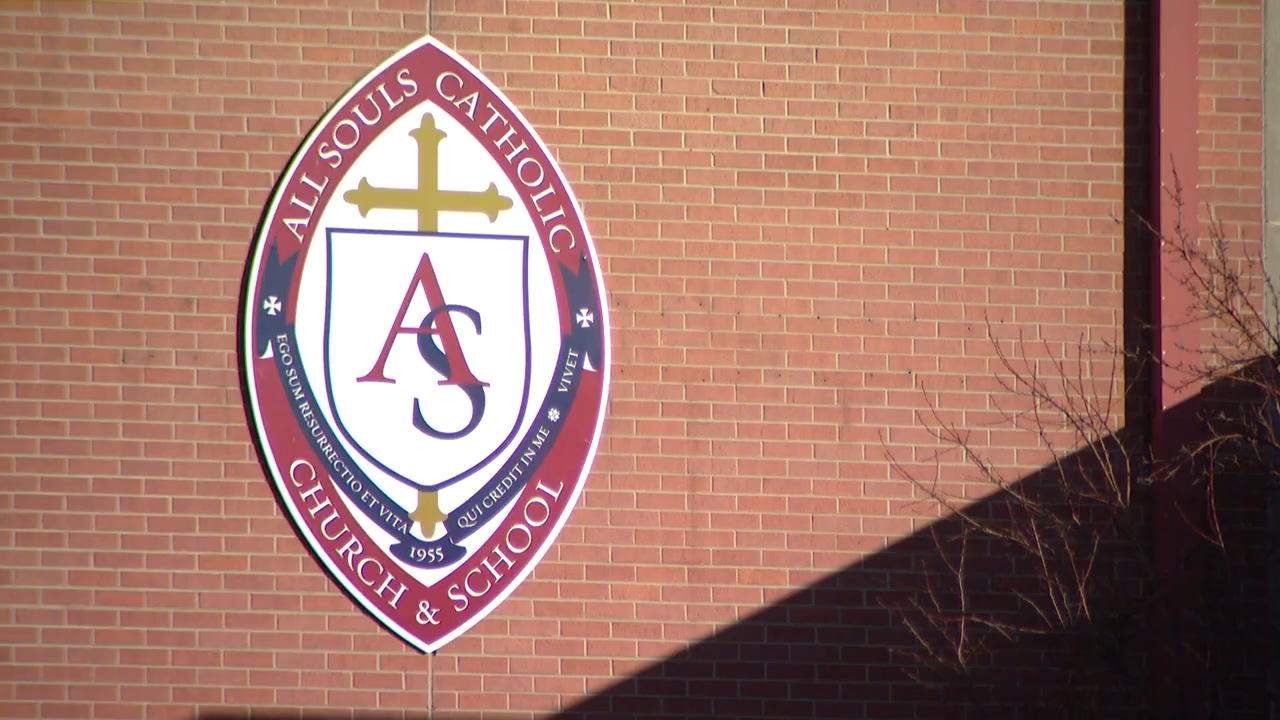 ALL SOULS CATHOLIC
AS
EGO SUM RESURRECTIO ET VITA
QUI CREDIT IN ME VIVET
1955
CHURCH & SCHOOL